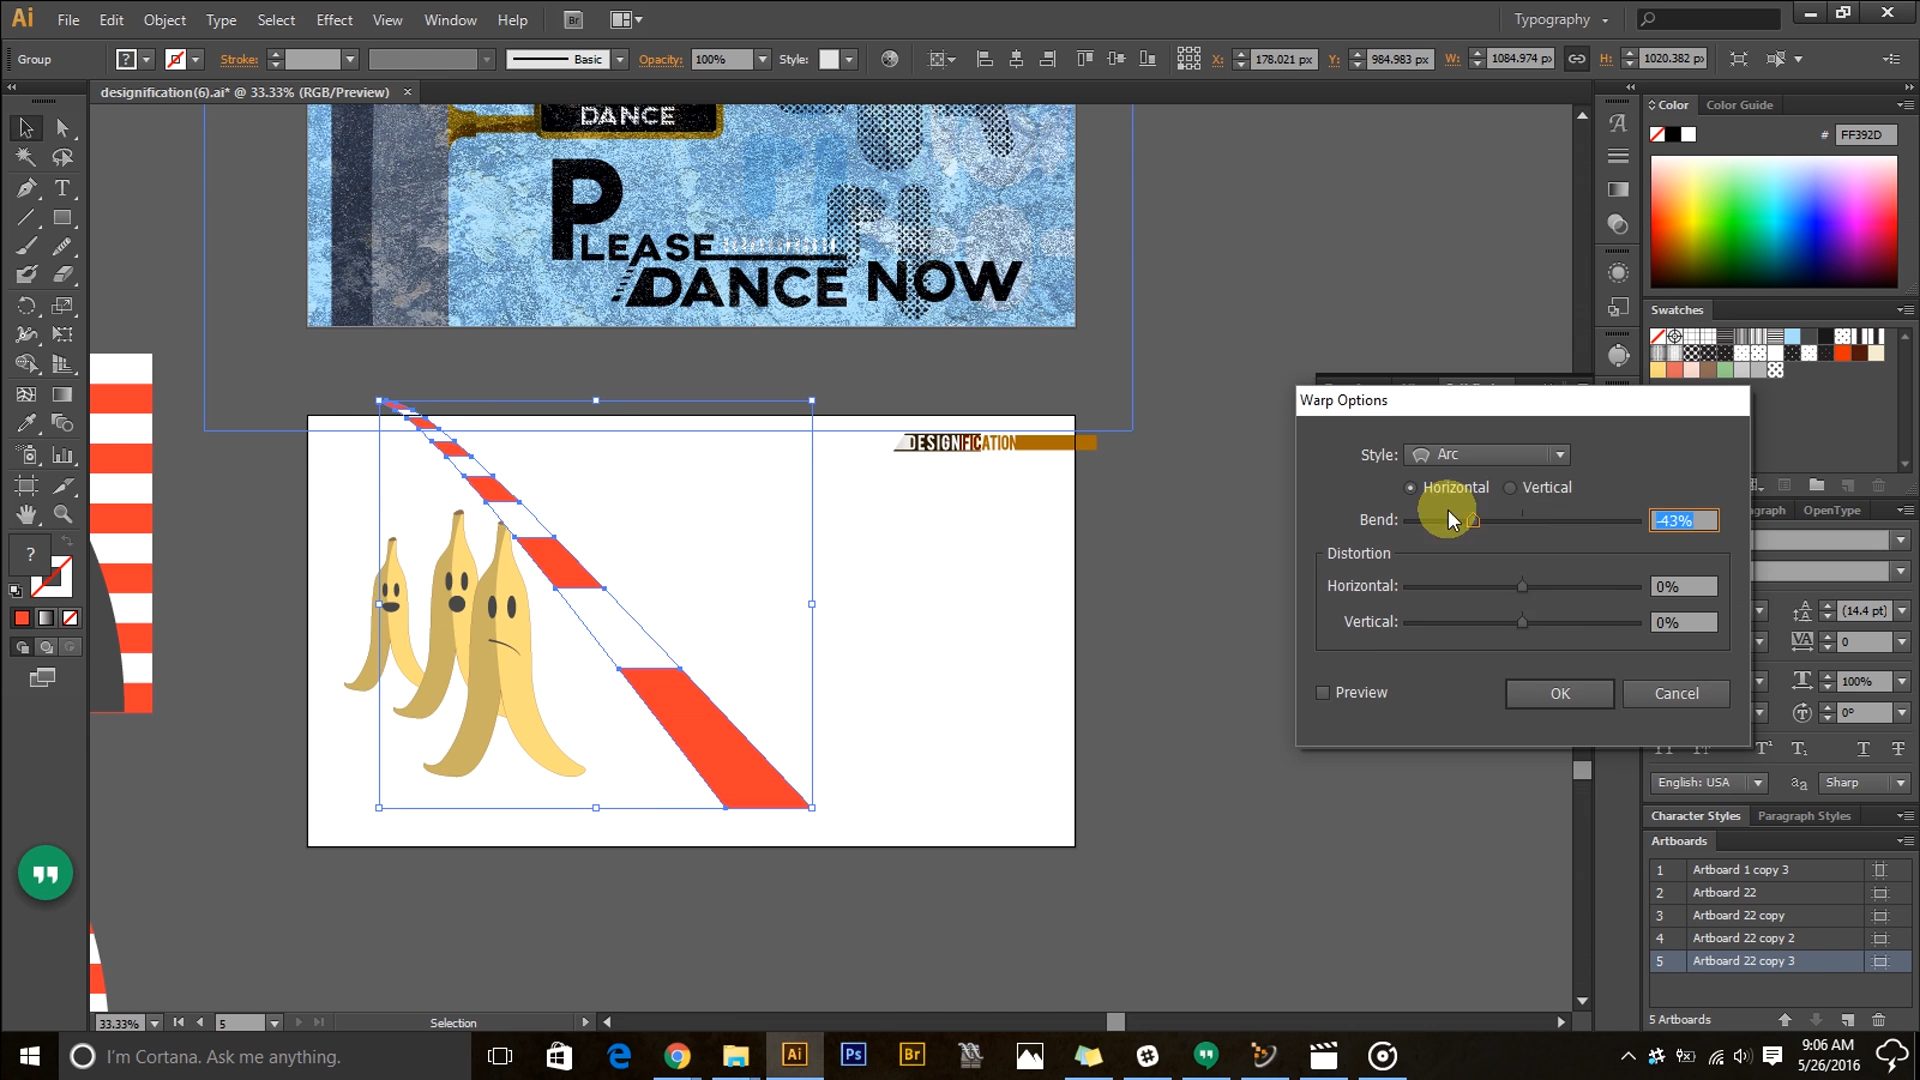 Ai File Edit Object Type Select Effect View Window Help Br Typography
Group ? Stroke: Basic Opacity: 100% Style: X: 178.021 px Y: 984.983 px W: 1084.974 px H: 1020.382 px
designification(6).ai* @ 33.33% (RGB/Preview) ×
Color Color Guide
# FF392D
DANCE
PLEASE
DANCE NOW
Swatches
DESIGNIFICATION
Warp Options
Style: Arc
Horizontal Vertical
Bend: -43%
Distortion
Horizontal: 0%
Vertical: 0%
Preview OK Cancel
OpenType
(14.4 pt)
VA 0
100%
0°
English: USA aa Sharp
Character Styles Paragraph Styles
Artboards
1 Artboard 1 copy 3
2 Artboard 22
3 Artboard 22 copy
4 Artboard 22 copy 2
5 Artboard 22 copy 3
5 Artboards
33.33% 5 Selection
I'm Cortana. Ask me anything.
Ai Ps Br
9:06 AM
5/26/2016